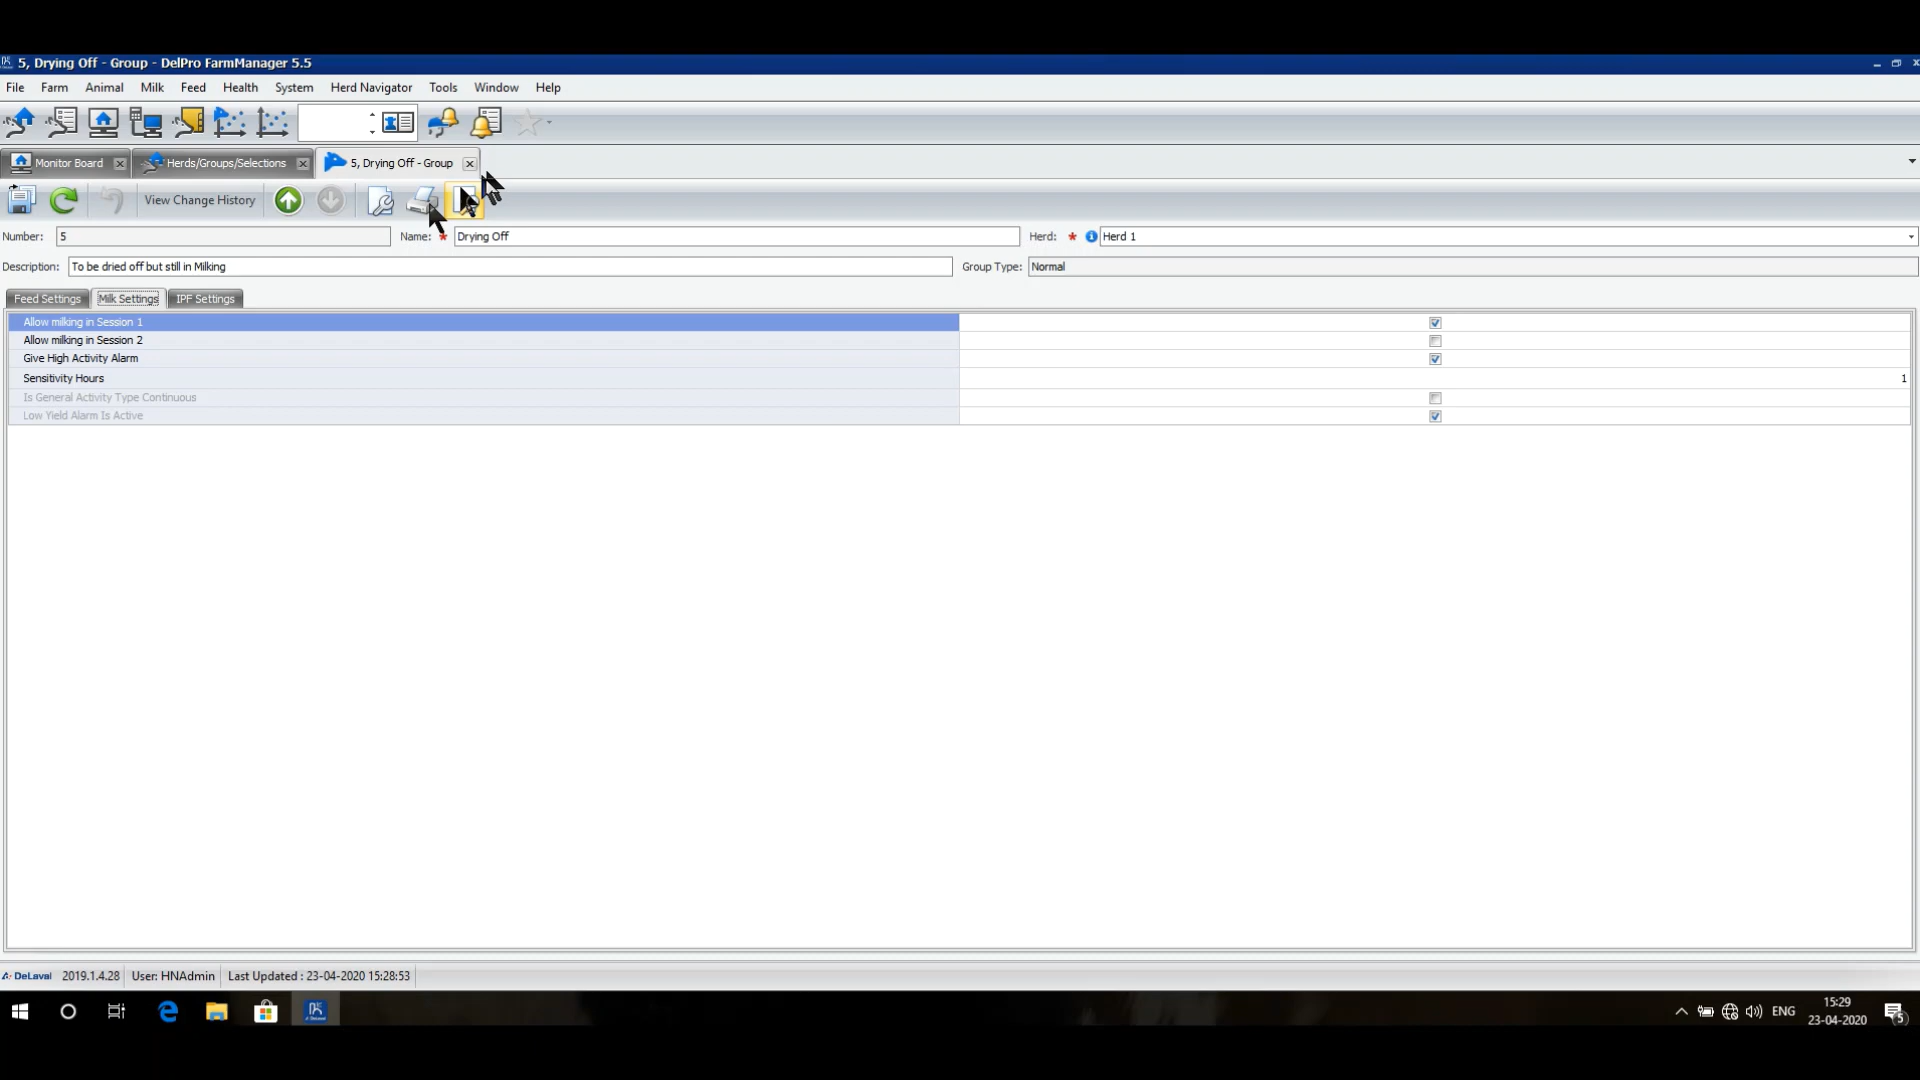 5, Drying Off - Group - DelPro FarmManager 5.5
File Farm Animal Milk Feed Health System Herd Navigator Tools Window Help
Monitor Board Herds/Groups/Selections 5, Drying Off - Group
View Change History
Number: 5 Name: * Drying Off Herd: * Herd 1
Description: To be dried off but still in Milking Group Type: Normal
Feed Settings Milk Settings IPF Settings
Allow milking in Session 1
Allow milking in Session 2
Give High Activity Alarm
Sensitivity Hours 1
Is General Activity Type Continuous
Low Yield Alarm Is Active
DeLaval 2019.1.4.28 User: HNAdmin Last Updated : 23-04-2020 15:28:53
ENG 15:29
23-04-2020 5